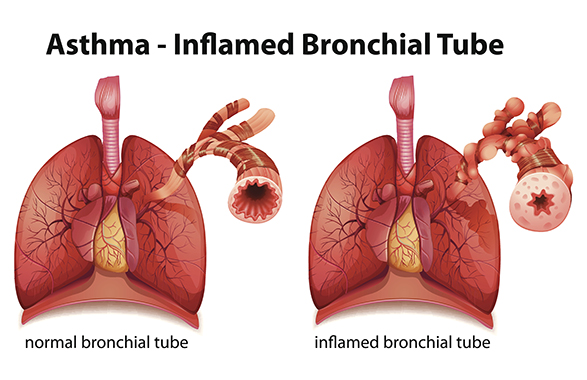 Asthma - Inflamed Bronchial Tube
normal bronchial tube
inflamed bronchial tube